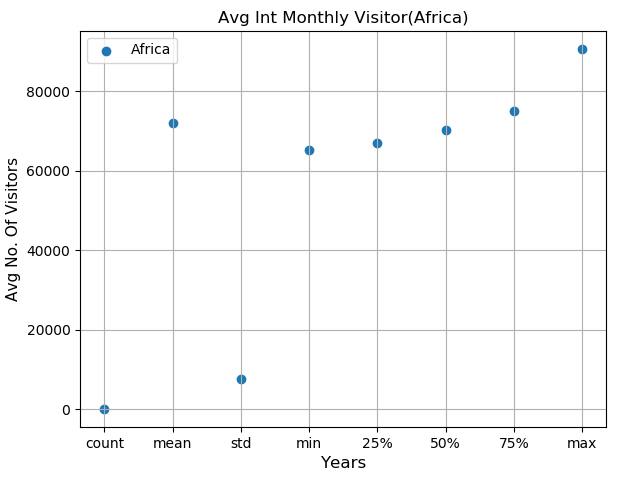 Avg Int Monthly Visitor(Africa)
Africa
Avg No. Of Visitors
80000
60000
40000
20000
0
count mean std min 25% 50% 75% max
Years